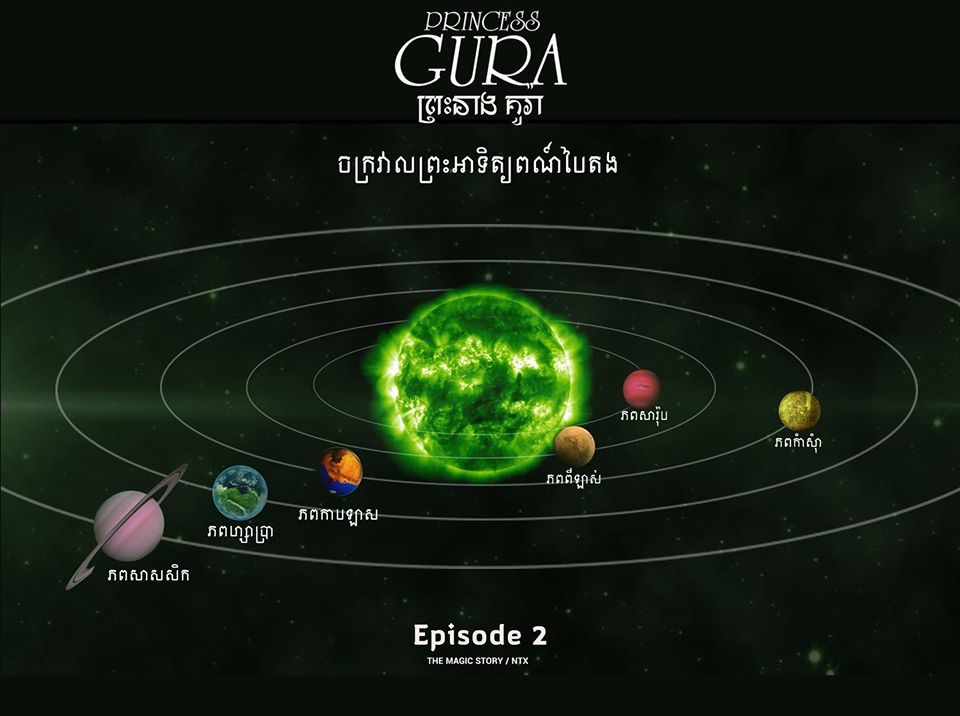 PRINCESS
GURA
ព្រះនាង គូរ៉ា
ចក្រវាលព្រះអាទិត្យពណ៍បៃតង
ភពសារ៉ុប
ភពកំាសុំា
ភពពីឡាស់
ភពកាបឡាស
ភពហ្សាប្រា
ភពសាសសិក
Episode 2
THE MAGIC STORY / NTX